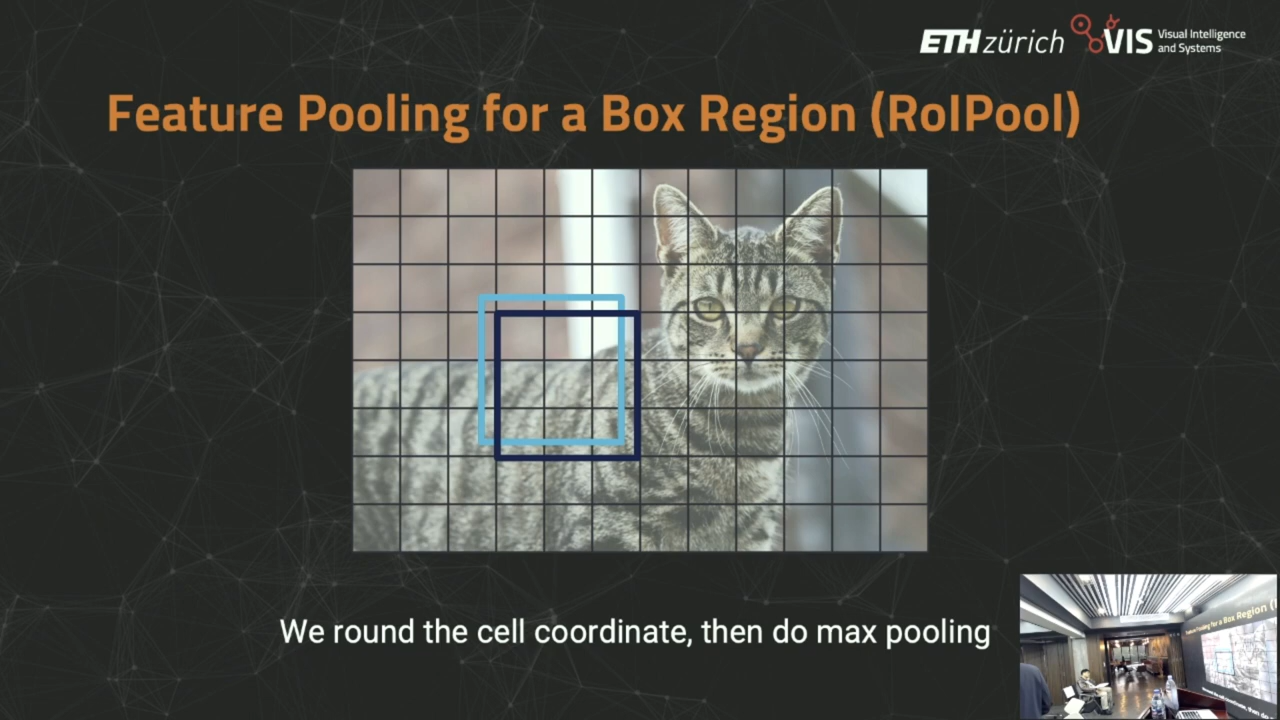 ETH zürich
VIS
Visual Intelligence
and Systems
Feature Pooling for a Box Region (RoIPool)
We round the cell coordinate, then do max pooling